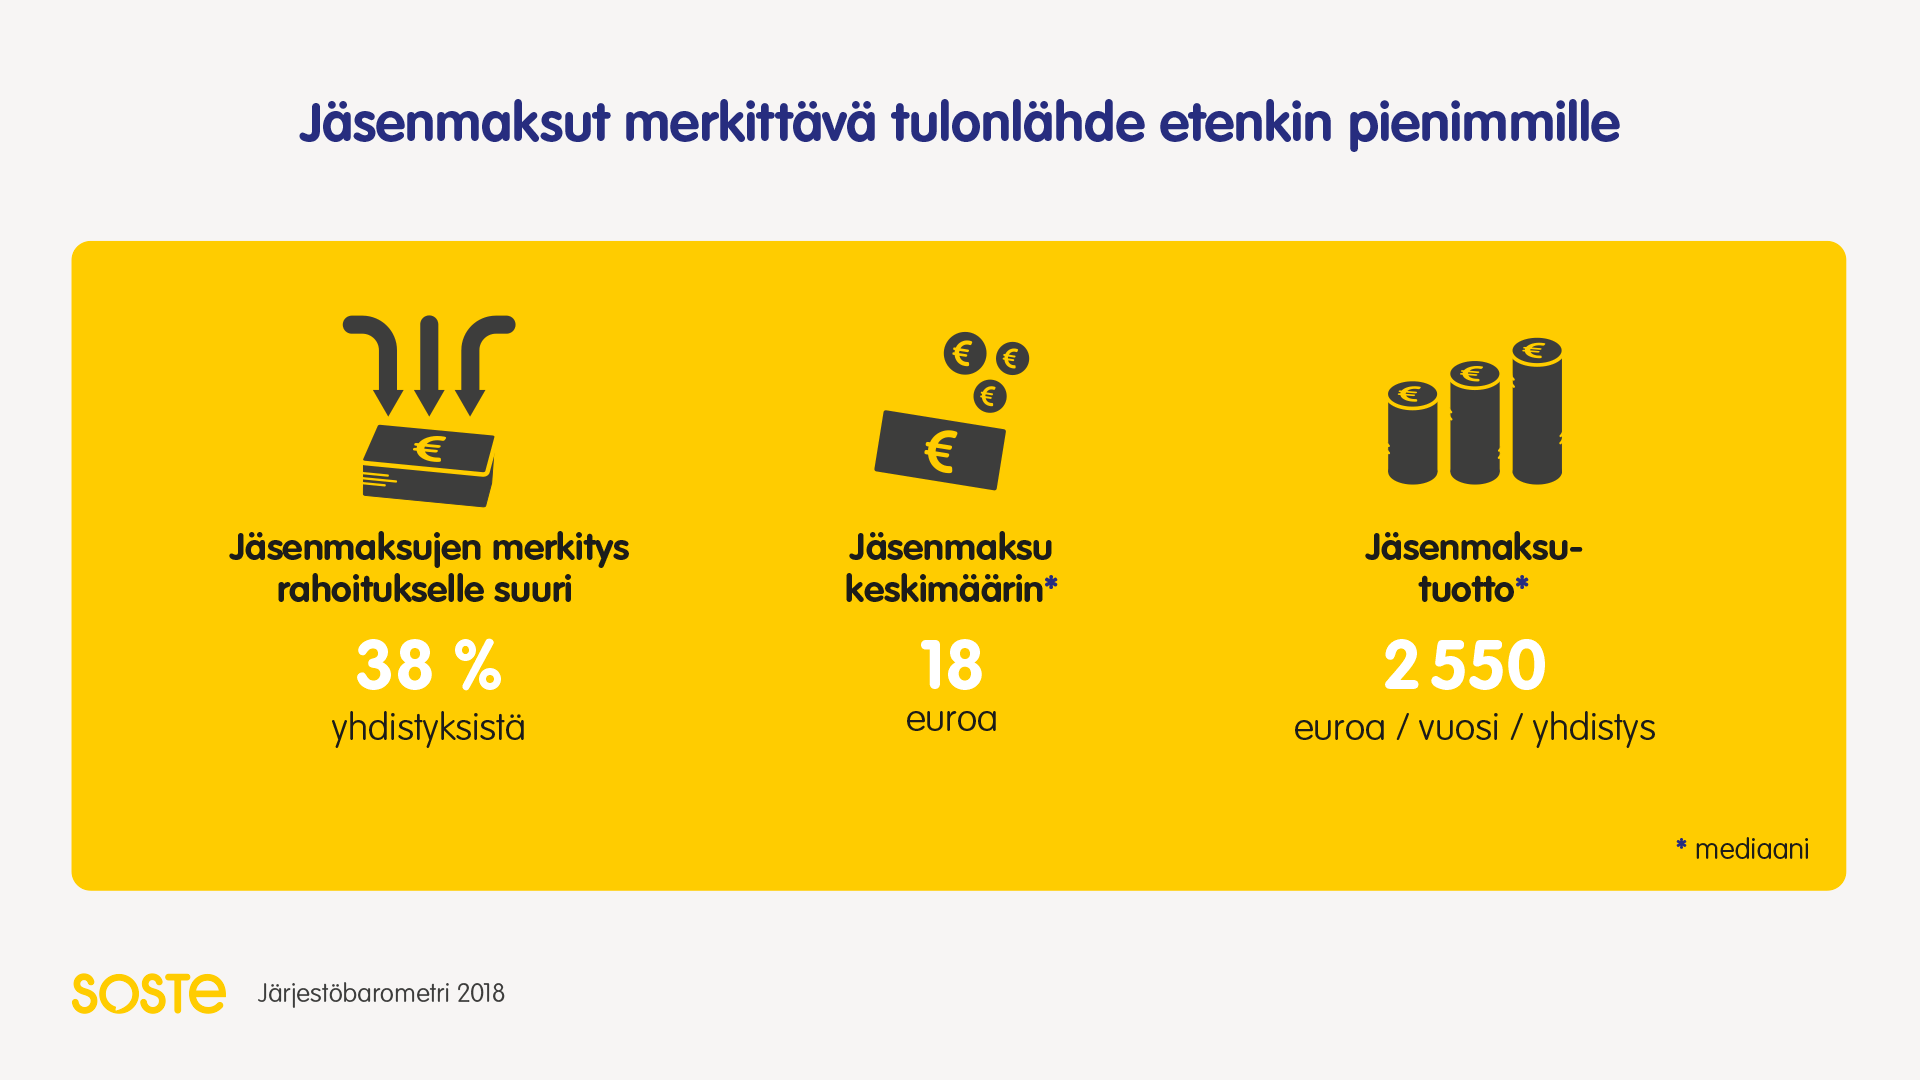 Jäsenmaksut merkittävä tulonlähde etenkin pienimmille
Jäsenmaksujen merkitys
rahoitukselle suuri
38 %
yhdistyksistä
Jäsenmaksu
keskimäärin*
18
euroa
Jäsenmaksu-
tuotto*
2 550
euroa / vuosi / yhdistys
* mediaani
SOSTe Järjestöbarometri 2018